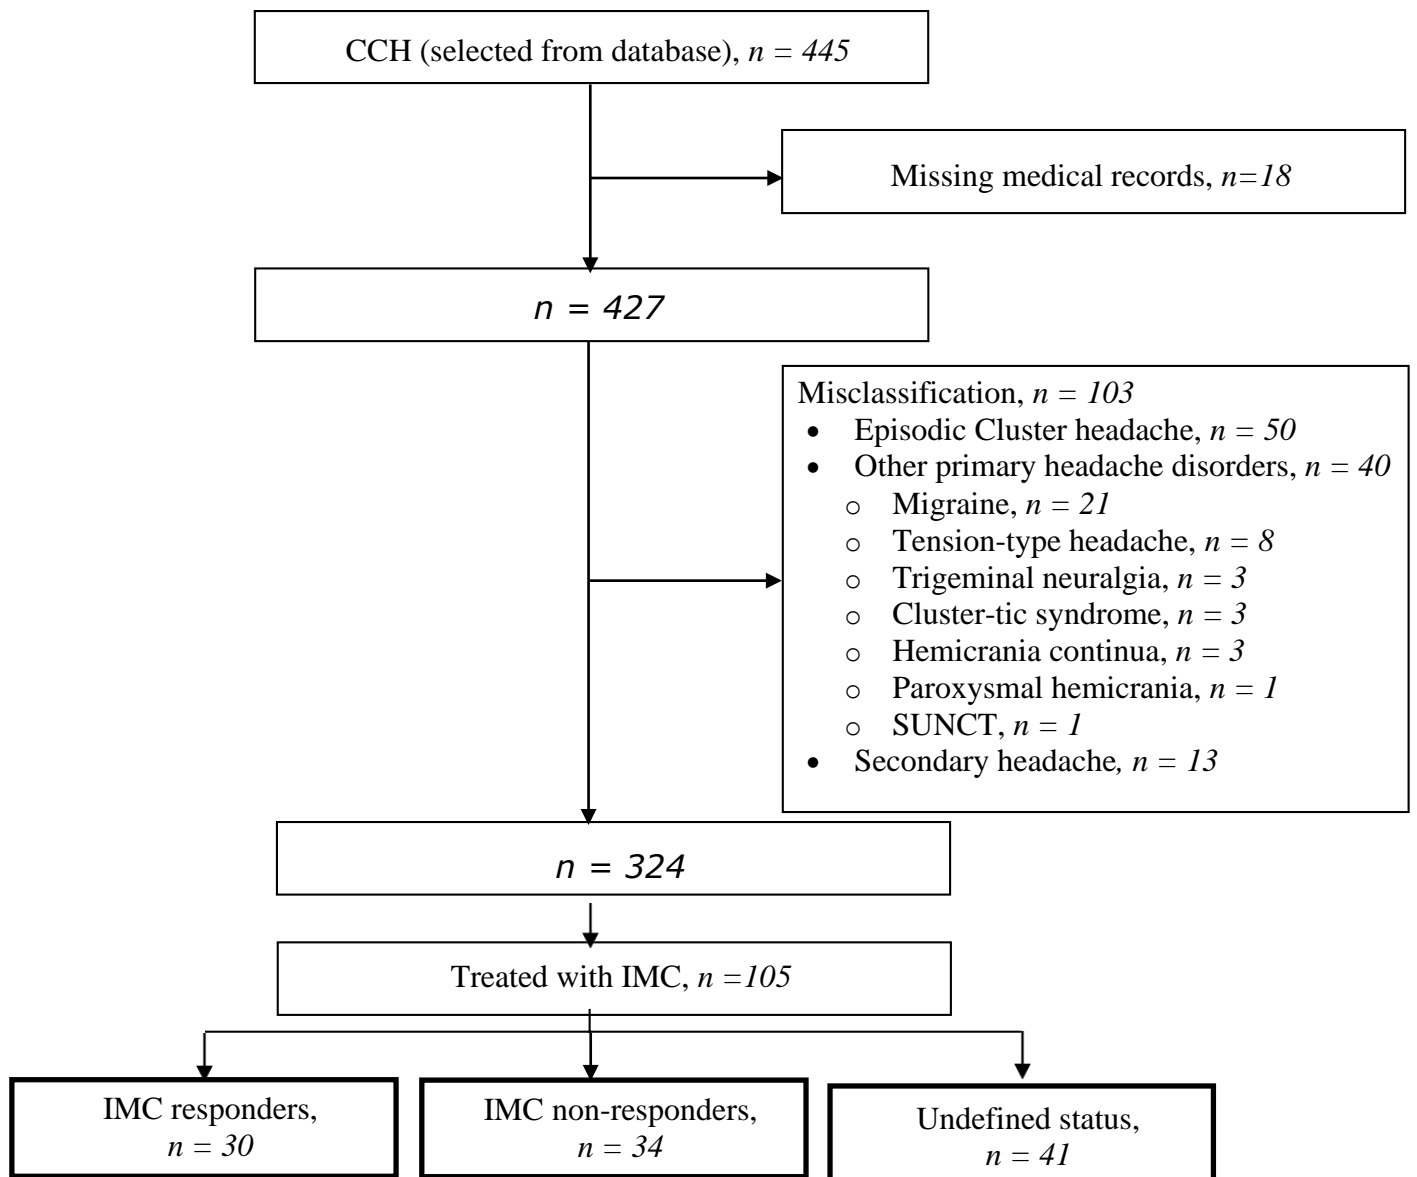 CCH (selected from database), n = 445
Missing medical records, n=18
n = 427
Misclassification, n = 103
• Episodic Cluster headache, n = 50
• Other primary headache disorders, n = 40
o Migraine, n = 21
o Tension-type headache, n = 8
o Trigeminal neuralgia, n = 3
o Cluster-tic syndrome, n = 3
o Hemicrania continua, n = 3
o Paroxysmal hemicrania, n = 1
o SUNCT, n = 1
• Secondary headache, n = 13
n = 324
Treated with IMC, n =105
IMC responders,
n = 30
IMC non-responders,
n = 34
Undefined status,
n = 41